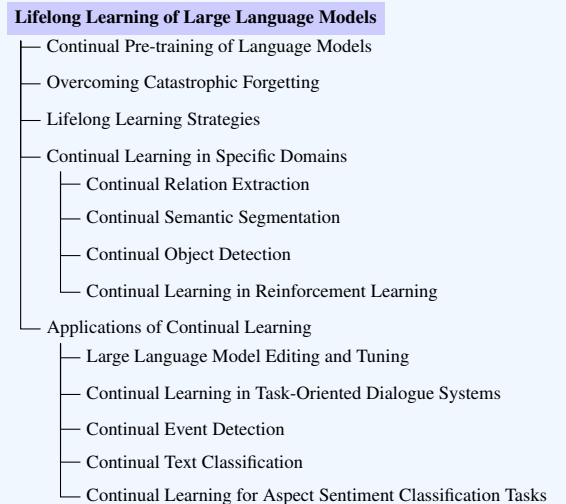 Lifelong Learning of Large Language Models
Continual Pre-training of Language Models
Overcoming Catastrophic Forgetting
Lifelong Learning Strategies
Continual Learning in Specific Domains
Continual Relation Extraction
Continual Semantic Segmentation
Continual Object Detection
Continual Learning in Reinforcement Learning
Applications of Continual Learning
Large Language Model Editing and Tuning
Continual Learning in Task-Oriented Dialogue Systems
Continual Event Detection
Continual Text Classification
Continual Learning for Aspect Sentiment Classification Tasks